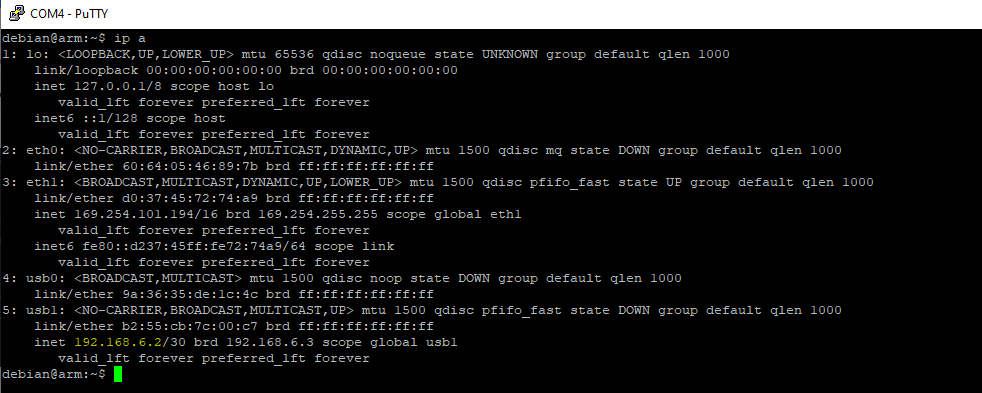 COM4 - PuTTY
debian@arm:~$ ip a
1: lo: <LOOPBACK,UP,LOWER_UP> mtu 65536 qdisc noqueue state UNKNOWN group default qlen 1000
    link/loopback 00:00:00:00:00:00 brd 00:00:00:00:00:00
    inet 127.0.0.1/8 scope host lo
       valid_lft forever preferred_lft forever
    inet6 ::1/128 scope host
       valid_lft forever preferred_lft forever
2: eth0: <NO-CARRIER,BROADCAST,MULTICAST,DYNAMIC,UP> mtu 1500 qdisc mq state DOWN group default qlen 1000
    link/ether 60:64:05:46:89:7b brd ff:ff:ff:ff:ff:ff
3: eth1: <BROADCAST,MULTICAST,DYNAMIC,UP,LOWER_UP> mtu 1500 qdisc pfifo_fast state UP group default qlen 1000
    link/ether d0:37:45:72:74:a9 brd ff:ff:ff:ff:ff:ff
    inet 169.254.101.194/16 brd 169.254.255.255 scope global eth1
       valid_lft forever preferred_lft forever
    inet6 fe80::d237:45ff:fe72:74a9/64 scope link
       valid_lft forever preferred_lft forever
4: usb0: <BROADCAST,MULTICAST> mtu 1500 qdisc noop state DOWN group default qlen 1000
    link/ether 9a:36:35:de:1c:4c brd ff:ff:ff:ff:ff:ff
5: usb1: <NO-CARRIER,BROADCAST,MULTICAST,UP> mtu 1500 qdisc pfifo_fast state DOWN group default qlen 1000
    link/ether b2:55:cb:7c:00:c7 brd ff:ff:ff:ff:ff:ff
    inet 192.168.6.2/30 brd 192.168.6.3 scope global usb1
       valid_lft forever preferred_lft forever
debian@arm:~$